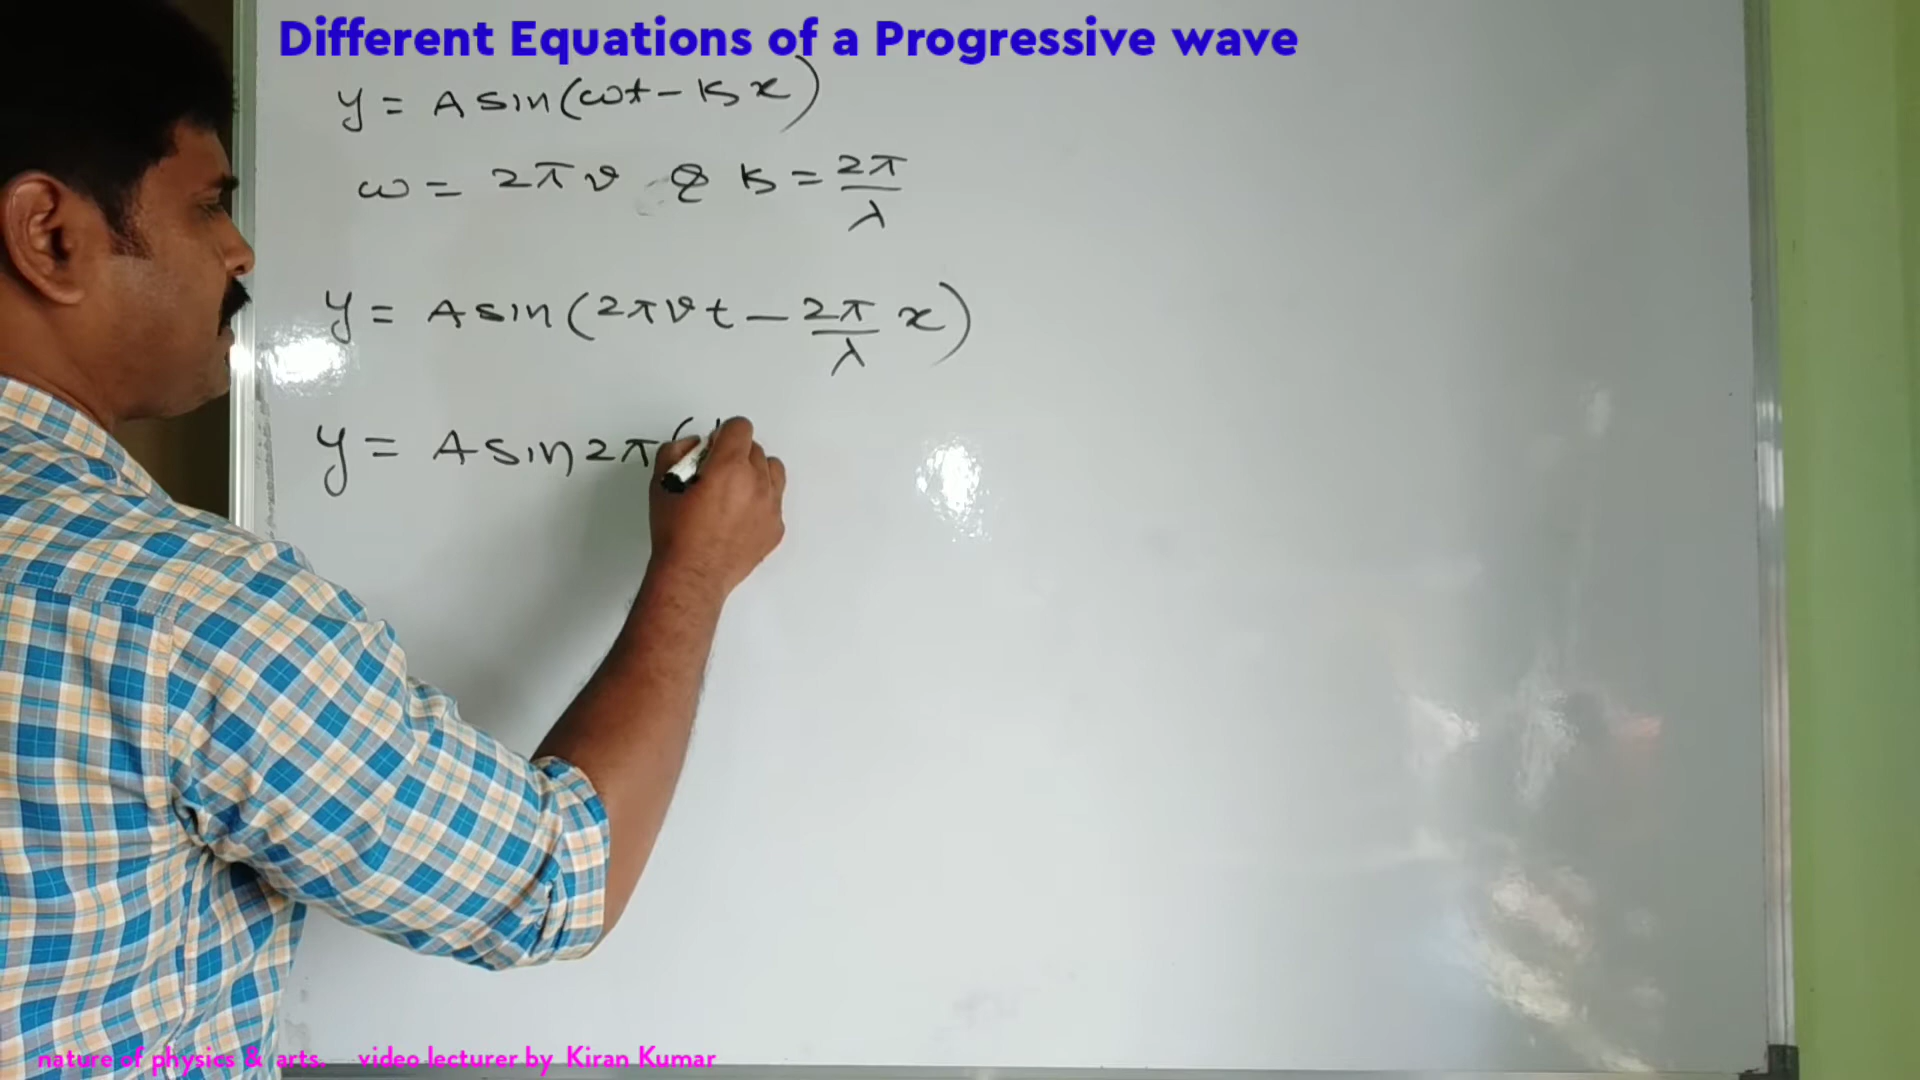 Different Equations of a Progressive wave
y = A sin(ωt - kx)
ω = 2πν & k = 2π/λ
y = A sin(2πνt - 2π/λ x)
y = A sin 2π(
nature of physics & arts. video lecturer by Kiran Kumar